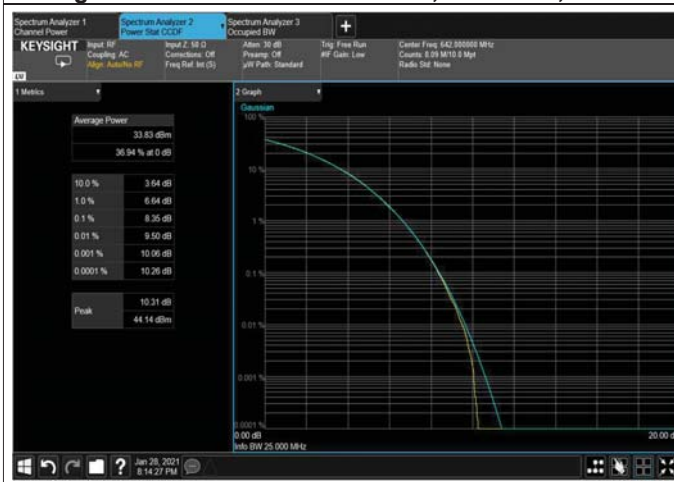 Spectrum Analyzer 1
Channel Power
Spectrum Analyzer 2
Power Stat CCDF
Spectrum Analyzer 3
Occupied BW
+
KEYSIGHT
Input: RF
Coupling: AC
Align: Auto/No RF
Input Z: 50 Ω
Corrections: Off
Freq Ref: Int (S)
Atten: 30 dB
Preamp: Off
µW Path: Standard
Trig: Free Run
#IF Gain: Low
Center Freq: 642.000000 MHz
Counts: 8.09 M/10.0 Mpt
Radio Std: None
1 Metrics
Average Power
33.83 dBm
36.94 % at 0 dB
10.0 % 3.64 dB
1.0 % 6.64 dB
0.1 % 8.35 dB
0.01 % 9.50 dB
0.001 % 10.06 dB
0.0001 % 10.26 dB
Peak
10.31 dB
44.14 dBm
2 Graph
Gaussian
100 %
10 %
1 %
0.1 %
0.01 %
0.001 %
0.0001 %
0.00 dB
20.00 d
Info BW 25.000 MHz
?
Jan 28, 2021
8:14:27 PM